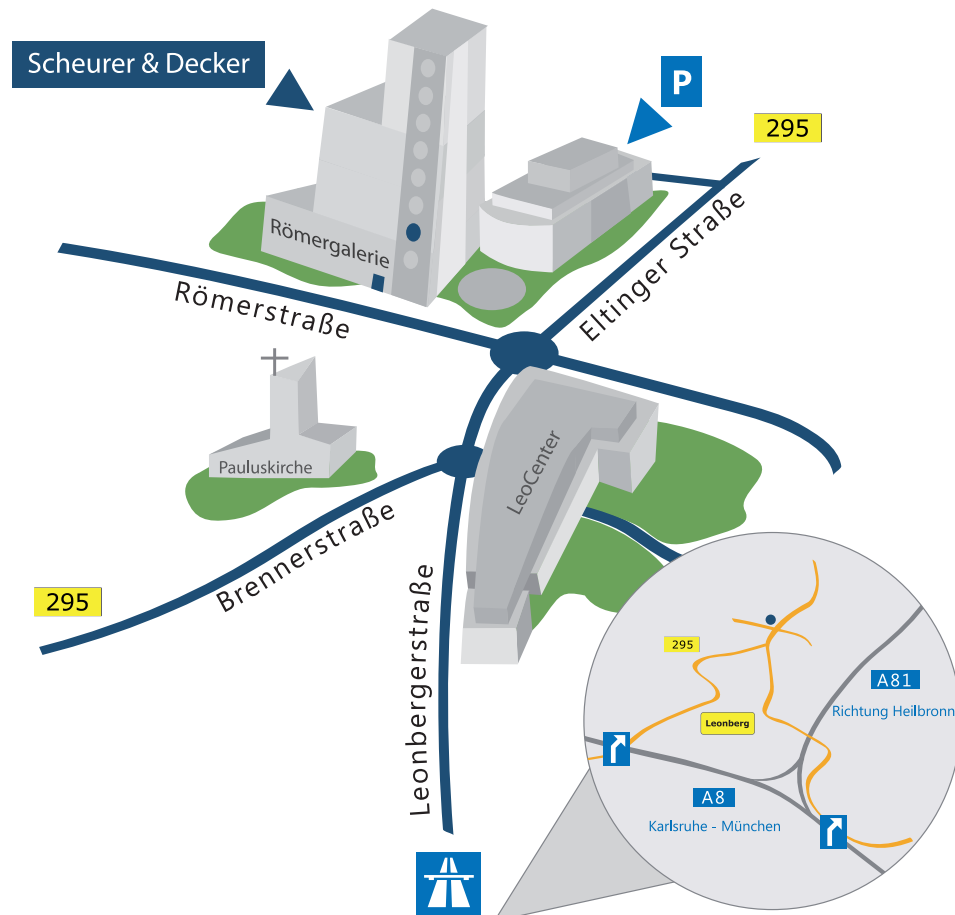 Scheurer & Decker
P
295
Römergalerie
Eltinger Straße
Römerstraße
Pauluskirche
LeoCenter
Brennerstraße
295
Leonbergerstraße
295
A81
Richtung Heilbronn
Leonberg
A8
Karlsruhe - München